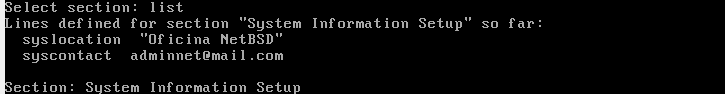 Select section: list
Lines defined for section "System Information Setup" so far:
  syslocation  "Oficina NetBSD"
  syscontact  adminnet@mail.com

Section: System Information Setup